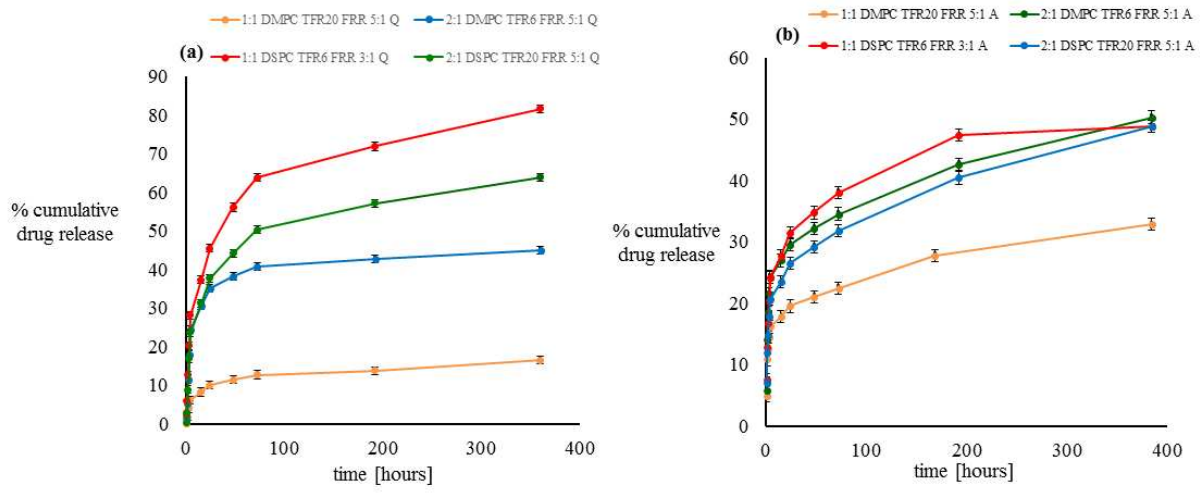 1:1 DMPC TFR20 FRR 5:1 Q
2:1 DMPC TFR6 FRR 5:1 Q
1:1 DSPC TFR6 FRR 3:1 Q
2:1 DSPC TFR20 FRR 5:1 Q
(a)
90
80
70
60
50
40
30
20
10
0
% cumulative
drug release
0
100
200
300
400
time [hours]
1:1 DMPC TFR20 FRR 5:1 A
2:1 DMPC TFR6 FRR 5:1 A
1:1 DSPC TFR6 FRR 3:1 A
2:1 DSPC TFR20 FRR 5:1 A
(b)
60
50
40
30
20
10
0
% cumulative
drug release
0
100
200
300
400
time [hours]